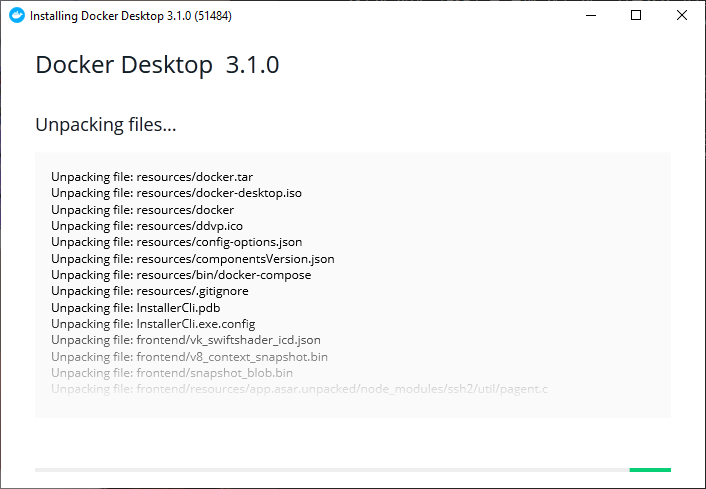 Installing Docker Desktop 3.1.0 (51484)
Docker Desktop 3.1.0
Unpacking files...
Unpacking file: resources/docker.tar
Unpacking file: resources/docker-desktop.iso
Unpacking file: resources/docker
Unpacking file: resources/ddvp.ico
Unpacking file: resources/config-options.json
Unpacking file: resources/componentsVersion.json
Unpacking file: resources/bin/docker-compose
Unpacking file: resources/.gitignore
Unpacking file: InstallerCli.pdb
Unpacking file: InstallerCli.exe.config
Unpacking file: frontend/vk_swiftshader_icd.json
Unpacking file: frontend/v8_context_snapshot.bin
Unpacking file: frontend/snapshot_blob.bin
Unpacking file: frontend/resources/app.asar.unpacked/node_modules/ssh2/util/pagent.c